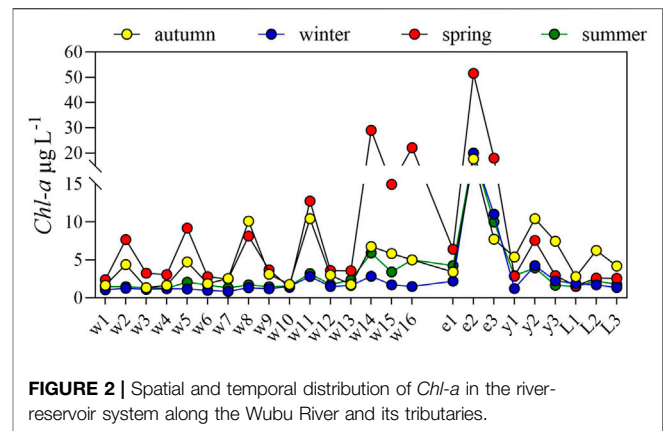 autumn winter spring summer
60
50
40
30
20
15
10
5
0
Chl-a µg L⁻¹
w1 w2 w3 w4 w5 w6 w7 w8 w9 w10 w11 w12 w13 w14 w15 w16 e1 e2 e3 y1 y2 y3 L1 L2 L3
FIGURE 2 | Spatial and temporal distribution of Chl-a in the river-
reservoir system along the Wubu River and its tributaries.